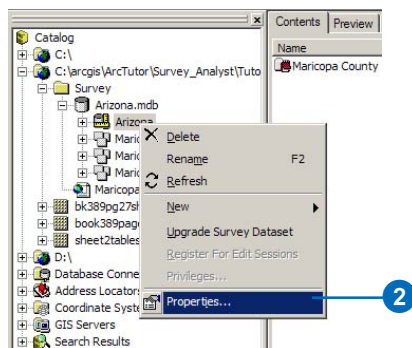 Catalog
C:\
C:\arcgis\ArcTutor\Survey_Analyst\Tuto
Survey
Arizona.mdb
Arizona
Maric
Maric
Maric
Maricopa
bk389pg27sh
book389page
sheet2tables
D:\
Database Conne
Address Locators
Coordinate Syste
GIS Servers
Search Results
Contents Preview
Name
Maricopa County
Delete
Rename F2
Refresh
New
Upgrade Survey Dataset
Register For Edit Sessions
Privileges...
Properties...
2